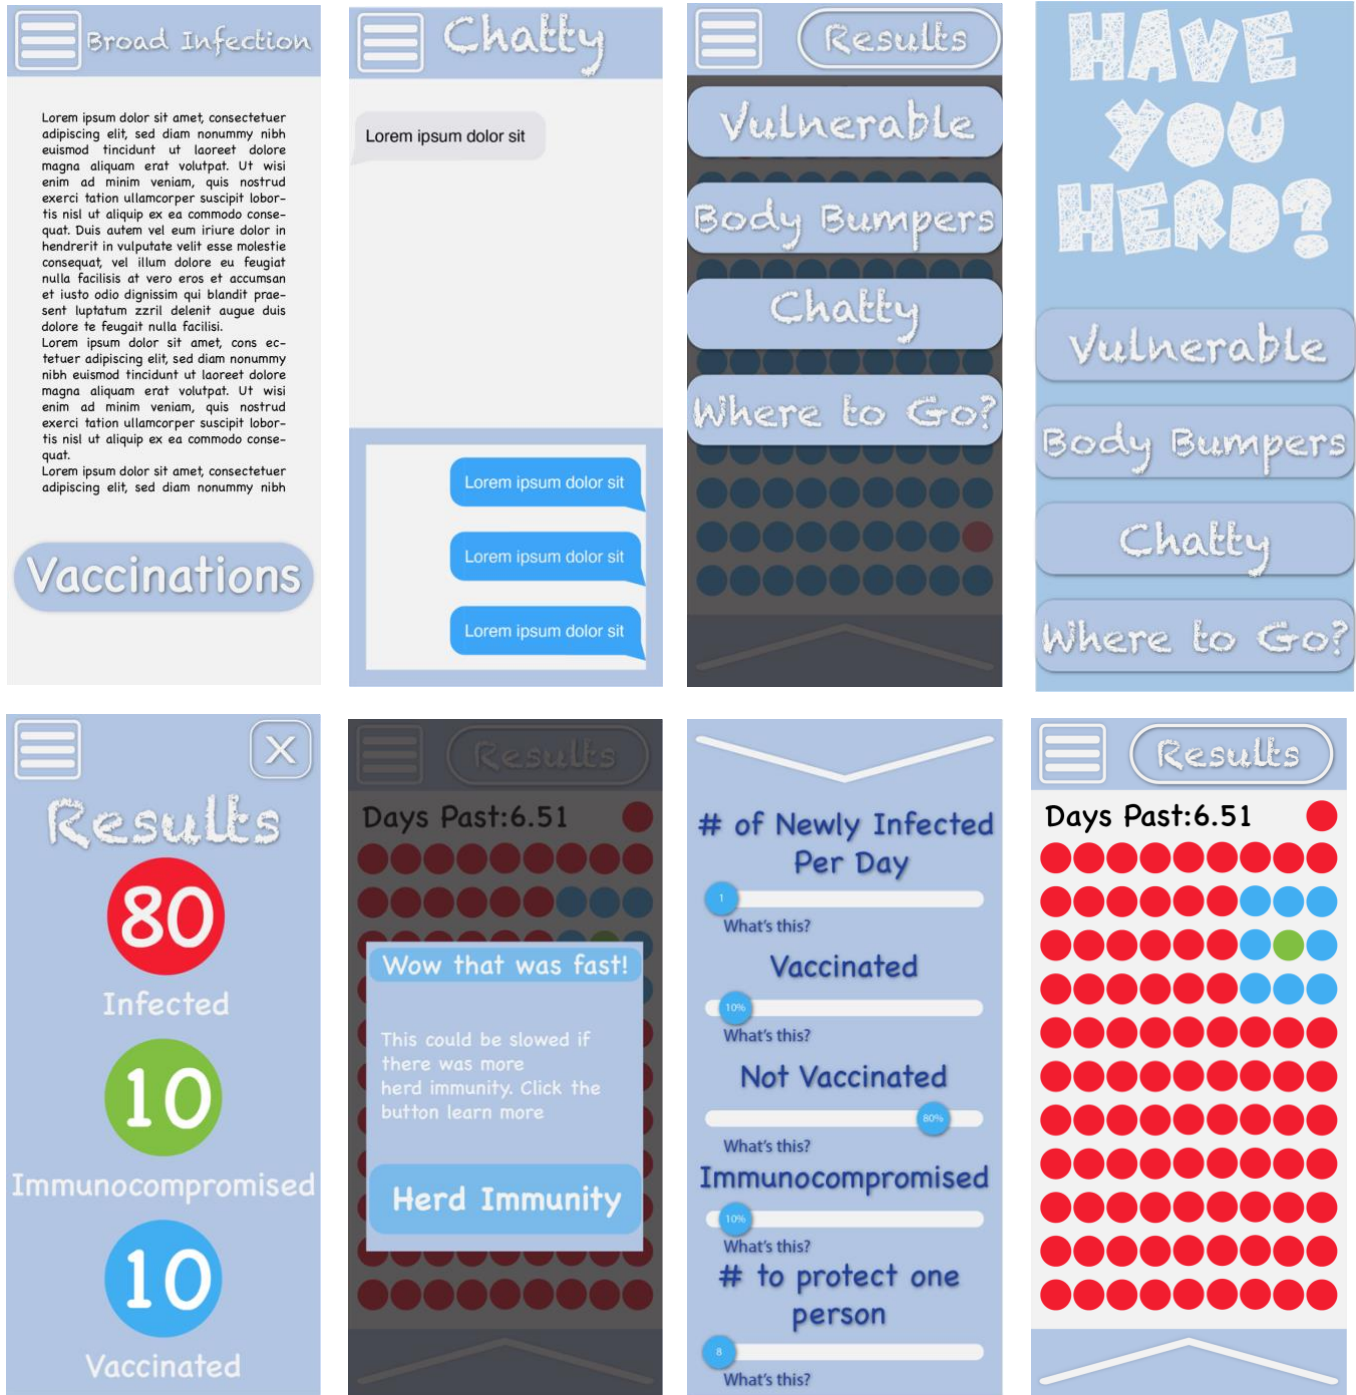 Broad Infection
Lorem ipsum dolor sit amet, consectetuer
adipiscing elit, sed diam nonummy nibh
euismod tincidunt ut laoreet dolore
magna aliquam erat volutpat. Ut wisi
enim ad minim veniam, quis nostrud
exerci tation ullamcorper suscipit lobor-
tis nisl ut aliquip ex ea commodo conse-
quat. Duis autem vel eum iriure dolor in
hendrerit in vulputate velit esse molestie
consequat, vel illum dolore eu feugiat
nulla facilisis at vero eros et accumsan
et iusto odio dignissim qui blandit prae-
sent luptatum zzril delenit augue duis
dolore te feugait nulla facilisi.
Lorem ipsum dolor sit amet, cons ec-
tetuer adipiscing elit, sed diam nonummy
nibh euismod tincidunt ut laoreet dolore
magna aliquam erat volutpat. Ut wisi
enim ad minim veniam, quis nostrud
exerci tation ullamcorper suscipit lobor-
tis nisl ut aliquip ex ea commodo conse-
quat.
Lorem ipsum dolor sit amet, consectetuer
adipiscing elit, sed diam nonummy nibh
Vaccinations
Chatty
Lorem ipsum dolor sit
Lorem ipsum dolor sit
Lorem ipsum dolor sit
Lorem ipsum dolor sit
Results
Vulnerable
Body Bumpers
Chatty
Where to Go?
HAVE
YOU
HERD?
Vulnerable
Body Bumpers
Chatty
Where to Go?
X
Results
80
Infected
10
Immunocompromised
10
Vaccinated
Results
Days Past:6.51
Wow that was fast!
This could be slowed if
there was more
herd immunity. Click the
button learn more
Herd Immunity
# of Newly Infected
Per Day
1
What's this?
Vaccinated
10%
What's this?
Not Vaccinated
80%
What's this?
Immunocompromised
10%
What's this?
# to protect one
person
8
What's this?
Results
Days Past:6.51